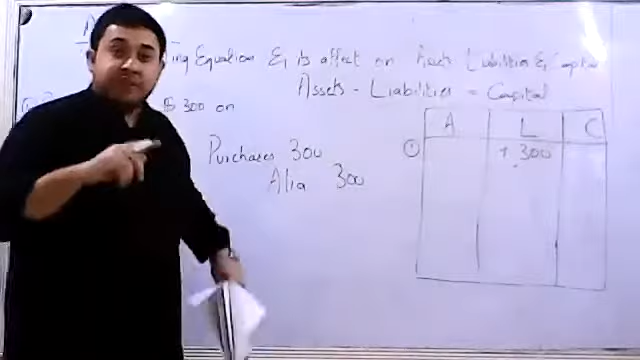 A ing Equation & its affect on Assets Liabilities & Capital
Assets - Liabilities = Capital
$ 300 on
Purchases 300
Alia 300
A L C
① + 300